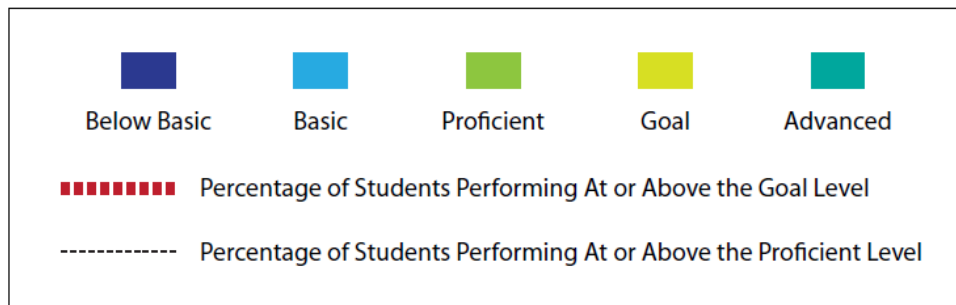 Below Basic Basic Proficient Goal Advanced
Percentage of Students Performing At or Above the Goal Level
Percentage of Students Performing At or Above the Proficient Level